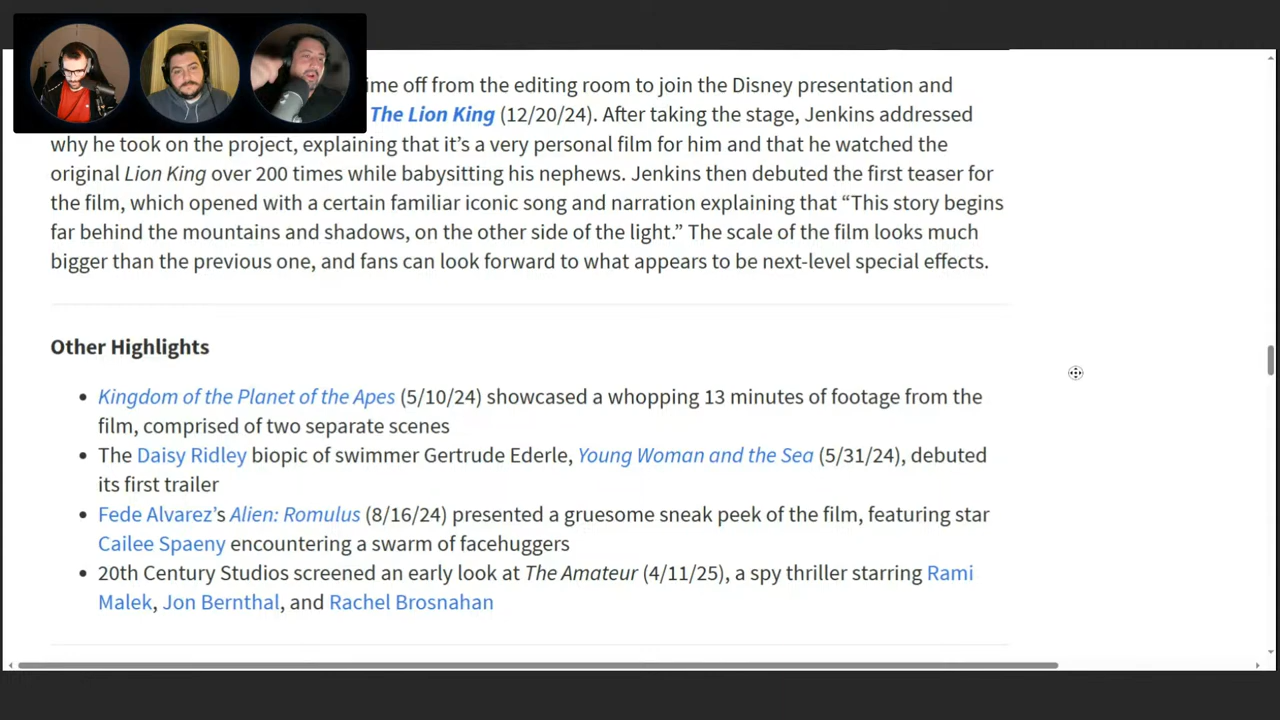 ime off from the editing room to join the Disney presentation and
The Lion King (12/20/24). After taking the stage, Jenkins addressed
why he took on the project, explaining that it’s a very personal film for him and that he watched the
original Lion King over 200 times while babysitting his nephews. Jenkins then debuted the first teaser for
the film, which opened with a certain familiar iconic song and narration explaining that “This story begins
far behind the mountains and shadows, on the other side of the light.” The scale of the film looks much
bigger than the previous one, and fans can look forward to what appears to be next-level special effects.
Other Highlights
• Kingdom of the Planet of the Apes (5/10/24) showcased a whopping 13 minutes of footage from the
film, comprised of two separate scenes
• The Daisy Ridley biopic of swimmer Gertrude Ederle, Young Woman and the Sea (5/31/24), debuted
its first trailer
• Fede Alvarez’s Alien: Romulus (8/16/24) presented a gruesome sneak peek of the film, featuring star
Cailee Spaeny encountering a swarm of facehuggers
• 20th Century Studios screened an early look at The Amateur (4/11/25), a spy thriller starring Rami
Malek, Jon Bernthal, and Rachel Brosnahan